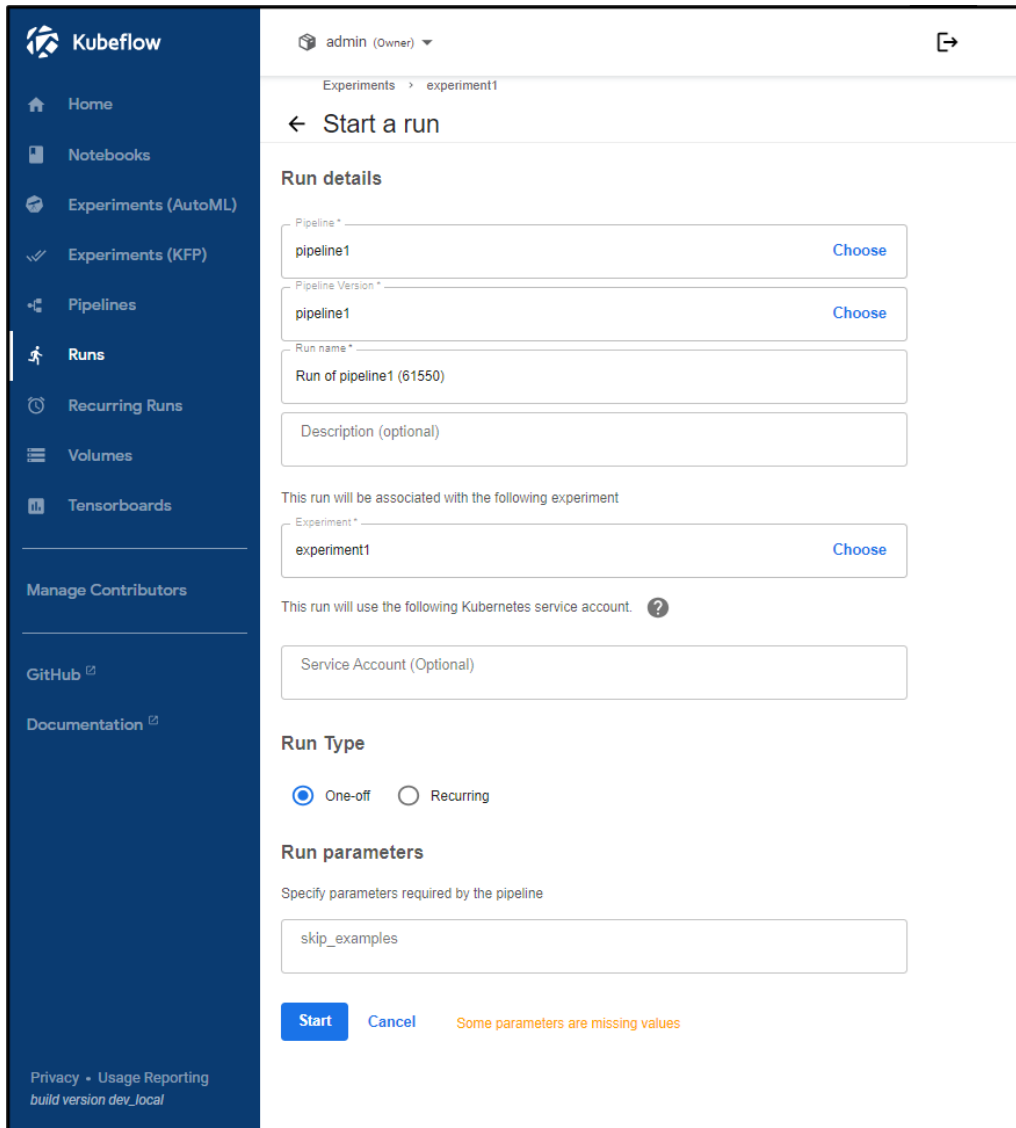 Kubeflow
Home
Notebooks
Experiments (AutoML)
Experiments (KFP)
Pipelines
Runs
Recurring Runs
Volumes
Tensorboards
Manage Contributors
GitHub
Documentation
Privacy • Usage Reporting
build version dev_local
admin (Owner)
Experiments > experiment1
Start a run
Run details
Pipeline *
pipeline1 Choose
Pipeline Version *
pipeline1 Choose
Run name *
Run of pipeline1 (61550)
Description (optional)
This run will be associated with the following experiment
Experiment *
experiment1 Choose
This run will use the following Kubernetes service account. ?
Service Account (Optional)
Run Type
One-off Recurring
Run parameters
Specify parameters required by the pipeline
skip_examples
Start Cancel Some parameters are missing values